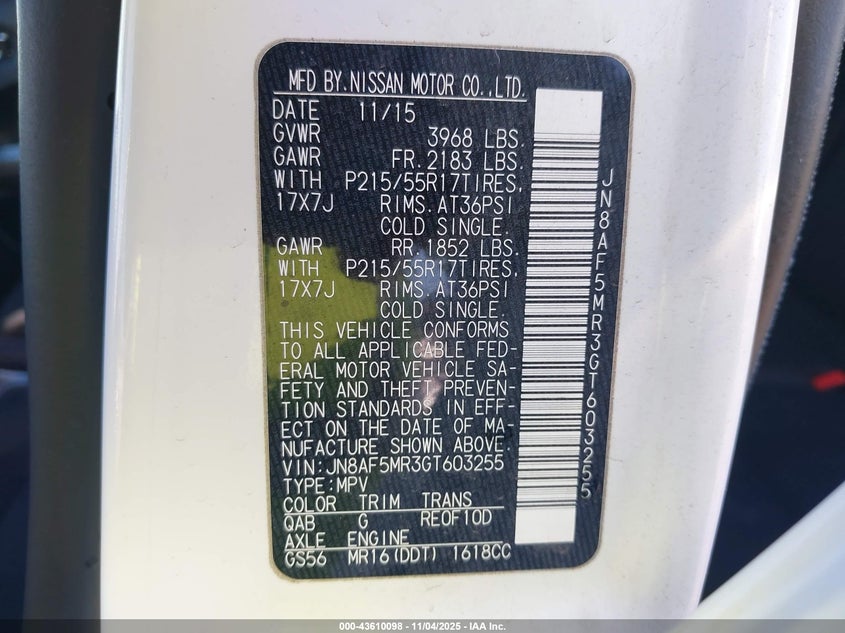 MFD BY.NISSAN MOTOR CO.,LTD.
DATE 11/15
GVWR 3968 LBS.
GAWR FR.2183 LBS.
WITH P215/55R17TIRES,
17X7J RIMS.AT36PSI
COLD SINGLE.
GAWR RR.1852 LBS.
WITH P215/55R17TIRES,
17X7J RIMS.AT36PSI
COLD SINGLE.
THIS VEHICLE CONFORMS
TO ALL APPLICABLE FED-
ERAL MOTOR VEHICLE SA-
FETY AND THEFT PREVEN-
TION STANDARDS IN EFF-
ECT ON THE DATE OF MA-
NUFACTURE SHOWN ABOVE.
VIN:JN8AF5MR3GT603255
TYPE:MPV
COLOR TRIM TRANS
QAB G REOF10D
AXLE ENGINE
GS56 MR16(DDT) 1618CC
JN8AF5MR3GT603255
000-43610098 - 11/04/2025 - IAA Inc.